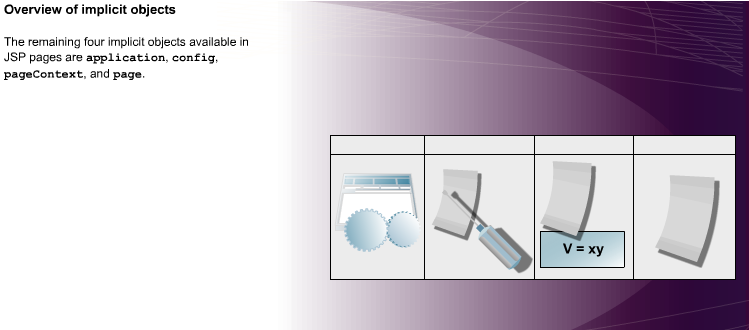 Overview of implicit objects
The remaining four implicit objects available in
JSP pages are application, config,
pageContext, and page.
V = xy